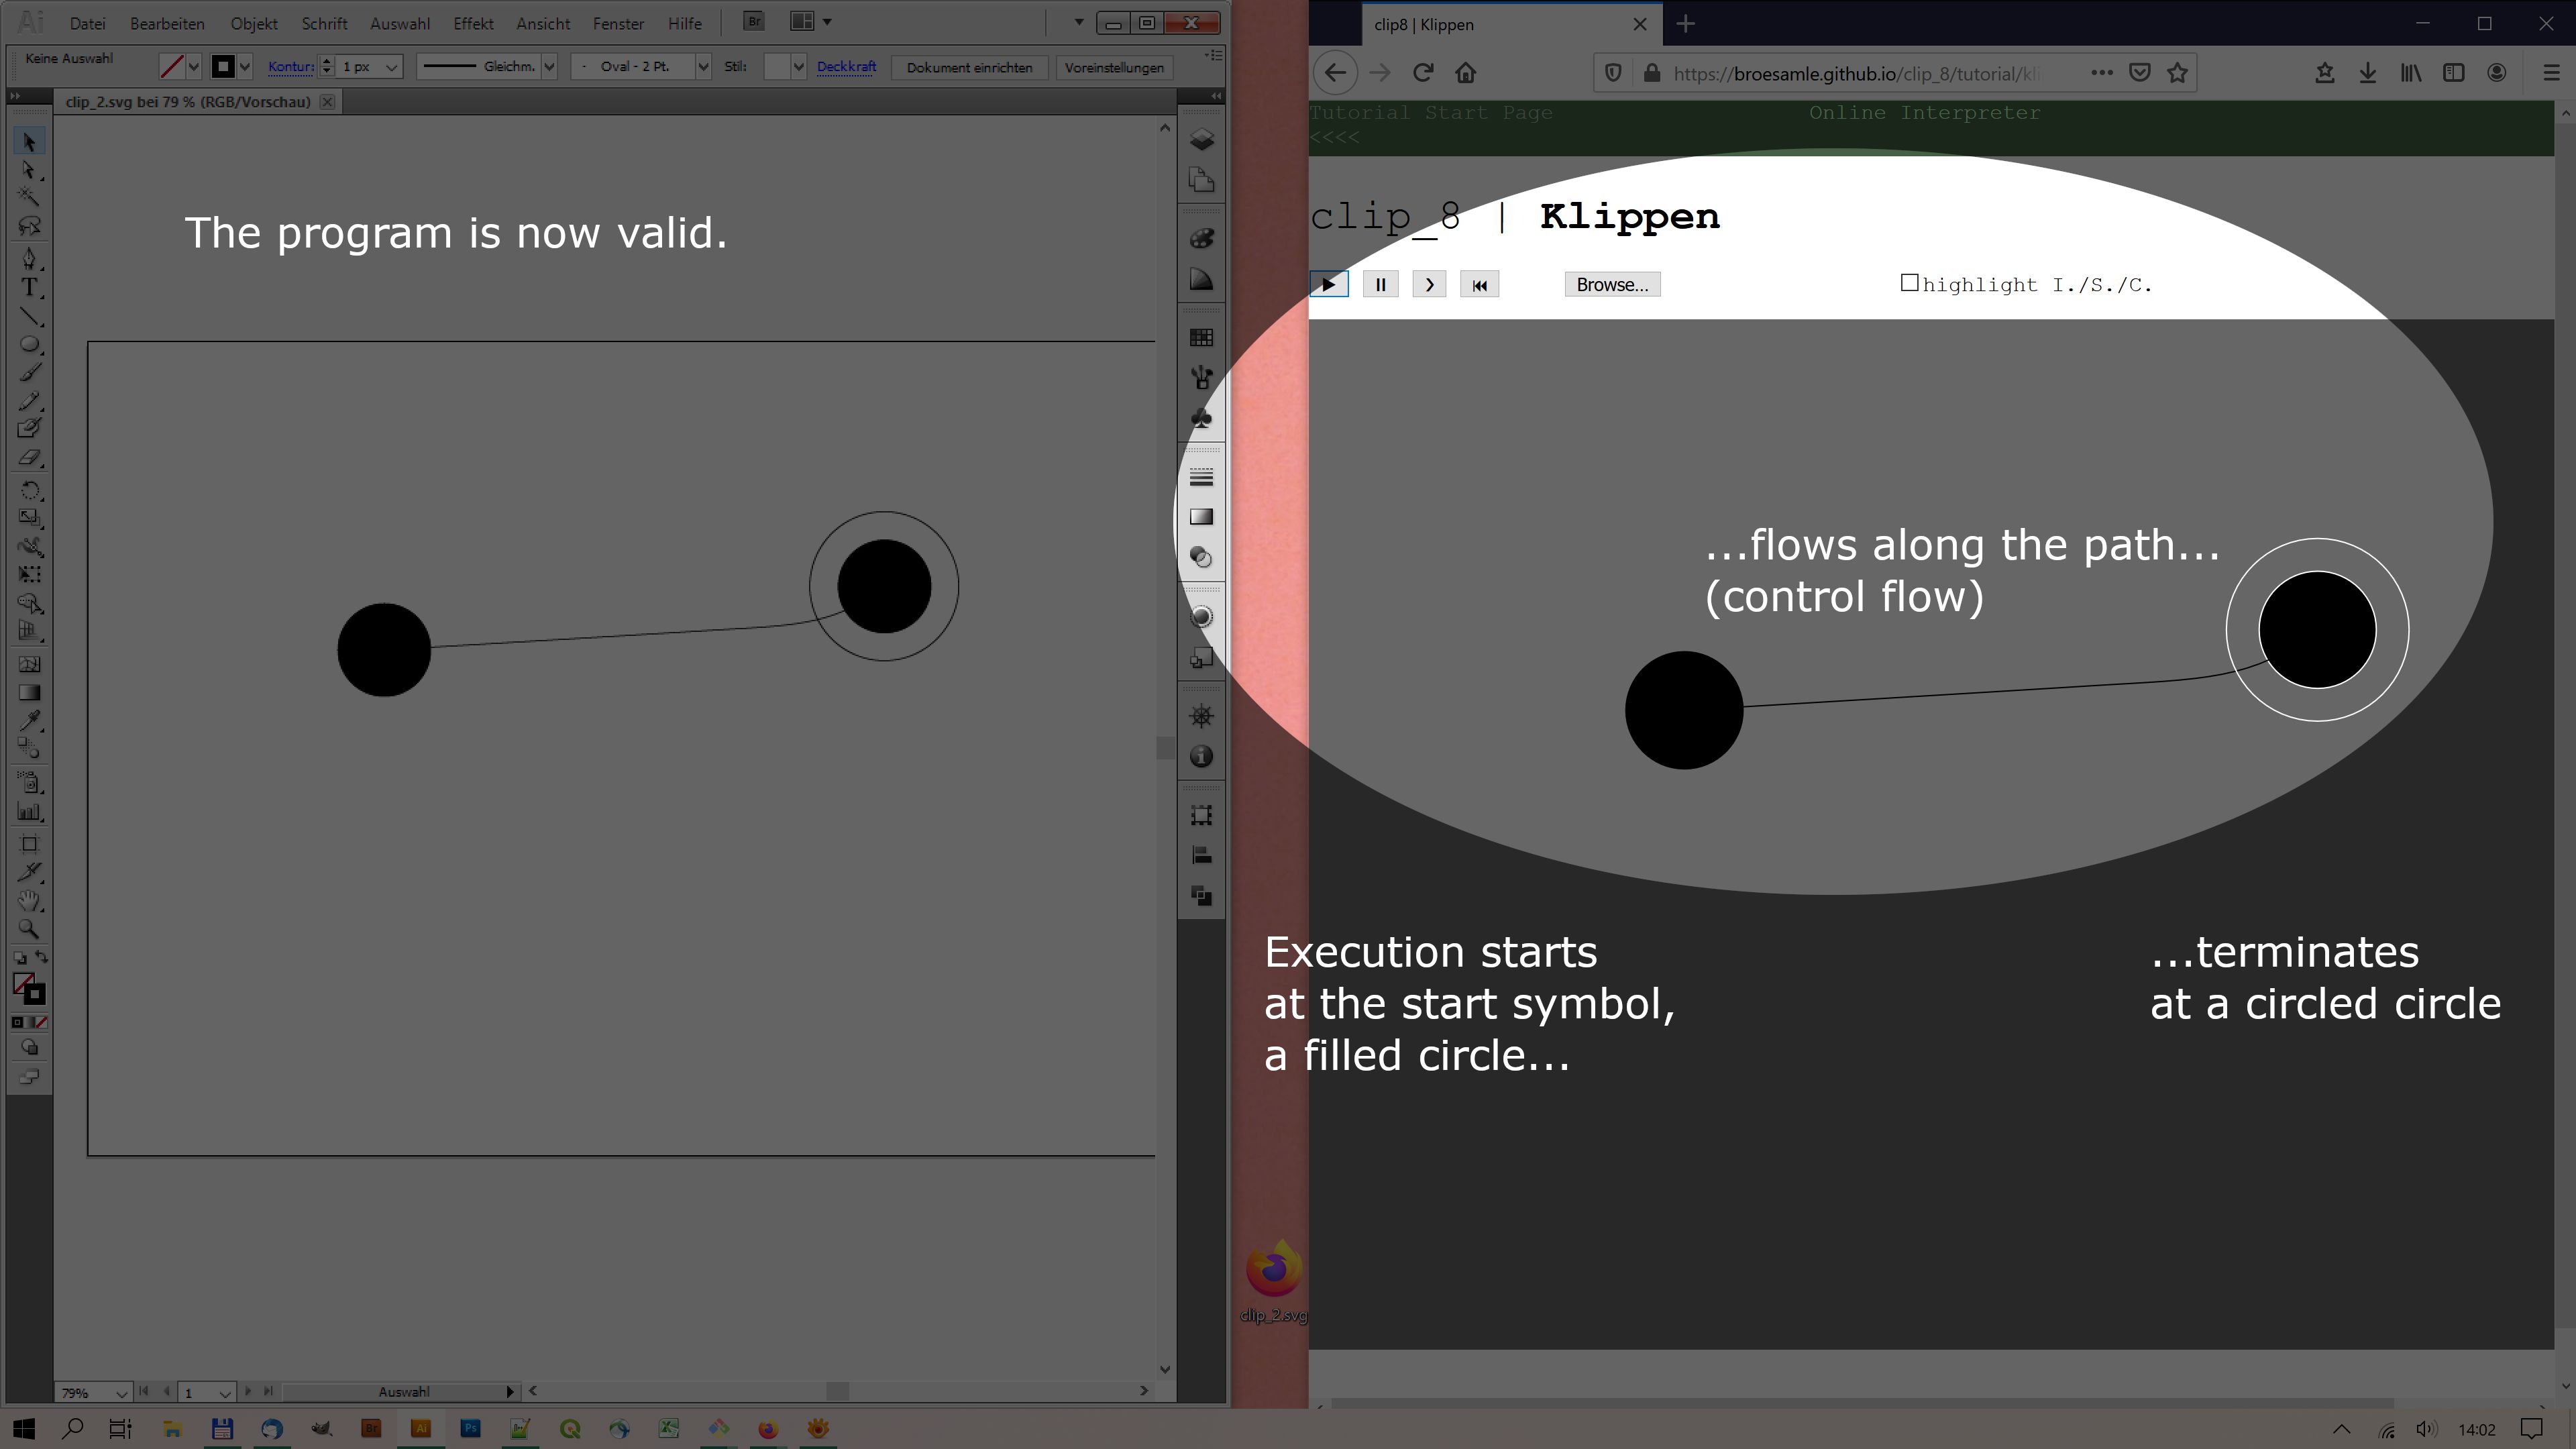 Ai Datei Bearbeiten Objekt Schrift Auswahl Effekt Ansicht Fenster Hilfe Br
Keine Auswahl Kontur: 1 px Gleichm. Oval - 2 Pt. Stil: Deckkraft Dokument einrichten Voreinstellungen
clip_2.svg bei 79 % (RGB/Vorschau)
The program is now valid.
79% 1 Auswahl
clip8 | Klippen
https://broesamle.github.io/clip_8/tutorial/kli
Tutorial Start Page Online Interpreter
<<<<
clip_8 | Klippen
Browse... highlight I./S./C.
...flows along the path...
(control flow)
Execution starts
at the start symbol,
a filled circle...
...terminates
at a circled circle
clip_2.svg
Br Ai Ps 14:02